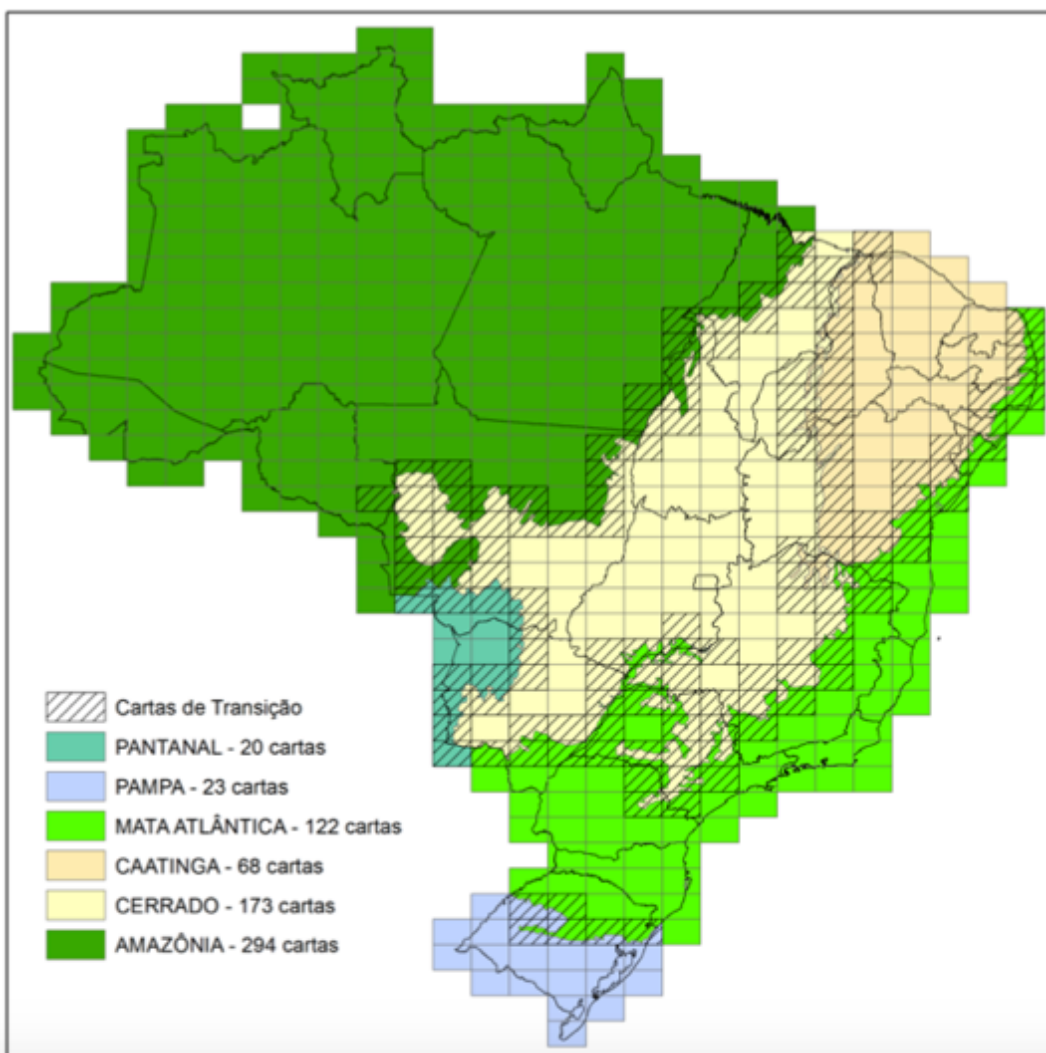 Cartas de Transição
PANTANAL - 20 cartas
PAMPA - 23 cartas
MATA ATLÂNTICA - 122 cartas
CAATINGA - 68 cartas
CERRADO - 173 cartas
AMAZÔNIA - 294 cartas